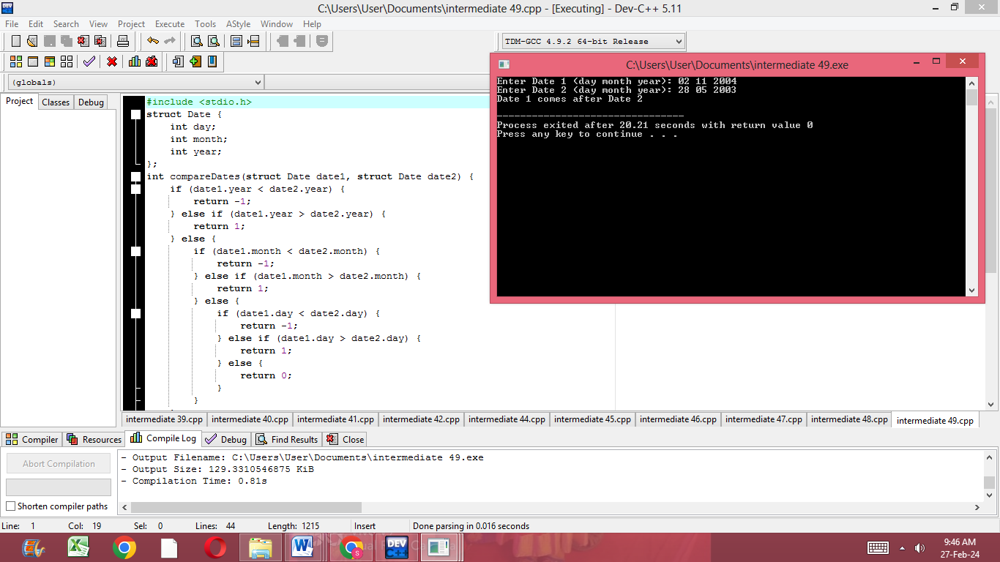 C:\Users\User\Documents\intermediate 49.cpp - [Executing] - Dev-C++ 5.11
File Edit Search View Project Execute Tools AStyle Window Help
TDM-GCC 4.9.2 64-bit Release
(globals)
Project Classes Debug
#include <stdio.h>
struct Date {
    int day;
    int month;
    int year;
};
int compareDates(struct Date date1, struct Date date2) {
    if (date1.year < date2.year) {
        return -1;
    } else if (date1.year > date2.year) {
        return 1;
    } else {
        if (date1.month < date2.month) {
            return -1;
        } else if (date1.month > date2.month) {
            return 1;
        } else {
            if (date1.day < date2.day) {
                return -1;
            } else if (date1.day > date2.day) {
                return 1;
            } else {
                return 0;
            }
        }
C:\Users\User\Documents\intermediate 49.exe
Enter Date 1 (day month year): 02 11 2004
Enter Date 2 (day month year): 28 05 2003
Date 1 comes after Date 2
--------------------------------
Process exited after 20.21 seconds with return value 0
Press any key to continue . . .
intermediate 39.cpp intermediate 40.cpp intermediate 41.cpp intermediate 42.cpp intermediate 44.cpp intermediate 45.cpp intermediate 46.cpp intermediate 47.cpp intermediate 48.cpp intermediate 49.cpp
Compiler Resources Compile Log Debug Find Results Close
Abort Compilation
Shorten compiler paths
- Output Filename: C:\Users\User\Documents\intermediate 49.exe
- Output Size: 129.3310546875 KiB
- Compilation Time: 0.81s
Line: 1 Col: 19 Sel: 0 Lines: 44 Length: 1215 Insert Done parsing in 0.016 seconds
DEV C++
9:46 AM
27-Feb-24